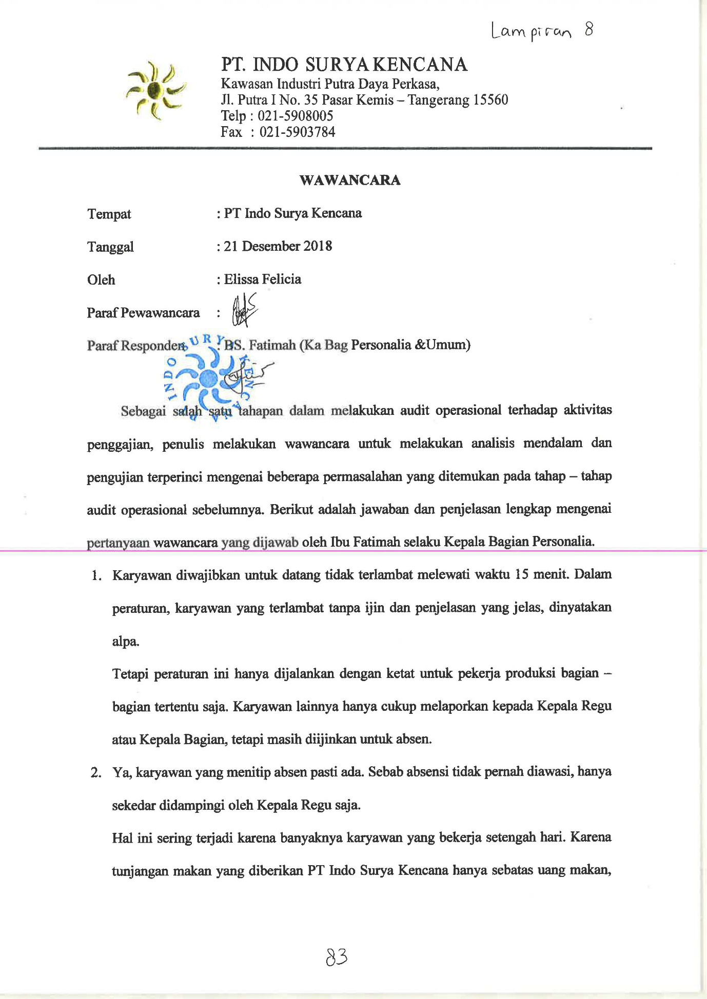 Lampiran 8
PT. INDO SURYA KENCANA
Kawasan Industri Putra Daya Perkasa,
Jl. Putra I No. 35 Pasar Kemis – Tangerang 15560
Telp : 021-5908005
Fax : 021-5903784
WAWANCARA
Tempat : PT Indo Surya Kencana
Tanggal : 21 Desember 2018
Oleh : Elissa Felicia
Paraf Pewawancara :
Paraf Responden : BS. Fatimah (Ka Bag Personalia &Umum)
INDO SURYA KENCANA
Sebagai salah satu tahapan dalam melakukan audit operasional terhadap aktivitas
penggajian, penulis melakukan wawancara untuk melakukan analisis mendalam dan
pengujian terperinci mengenai beberapa permasalahan yang ditemukan pada tahap – tahap
audit operasional sebelumnya. Berikut adalah jawaban dan penjelasan lengkap mengenai
pertanyaan wawancara yang dijawab oleh Ibu Fatimah selaku Kepala Bagian Personalia.
1. Karyawan diwajibkan untuk datang tidak terlambat melewati waktu 15 menit. Dalam
peraturan, karyawan yang terlambat tanpa ijin dan penjelasan yang jelas, dinyatakan
alpa.
Tetapi peraturan ini hanya dijalankan dengan ketat untuk pekerja produksi bagian –
bagian tertentu saja. Karyawan lainnya hanya cukup melaporkan kepada Kepala Regu
atau Kepala Bagian, tetapi masih diijinkan untuk absen.
2. Ya, karyawan yang menitip absen pasti ada. Sebab absensi tidak pernah diawasi, hanya
sekedar didampingi oleh Kepala Regu saja.
Hal ini sering terjadi karena banyaknya karyawan yang bekerja setengah hari. Karena
tunjangan makan yang diberikan PT Indo Surya Kencana hanya sebatas uang makan,
83